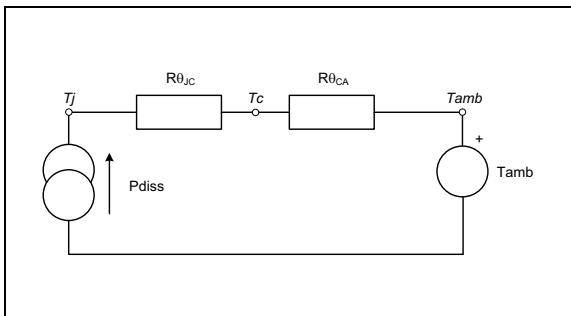 RθJC
RθCA
Tj
Tc
Tamb
+
Pdiss
Tamb